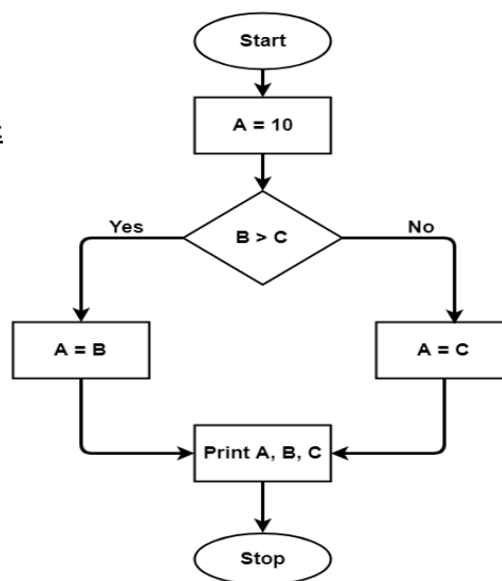 Start
A = 10
Yes
No
B > C
A = B
A = C
Print A, B, C
Stop